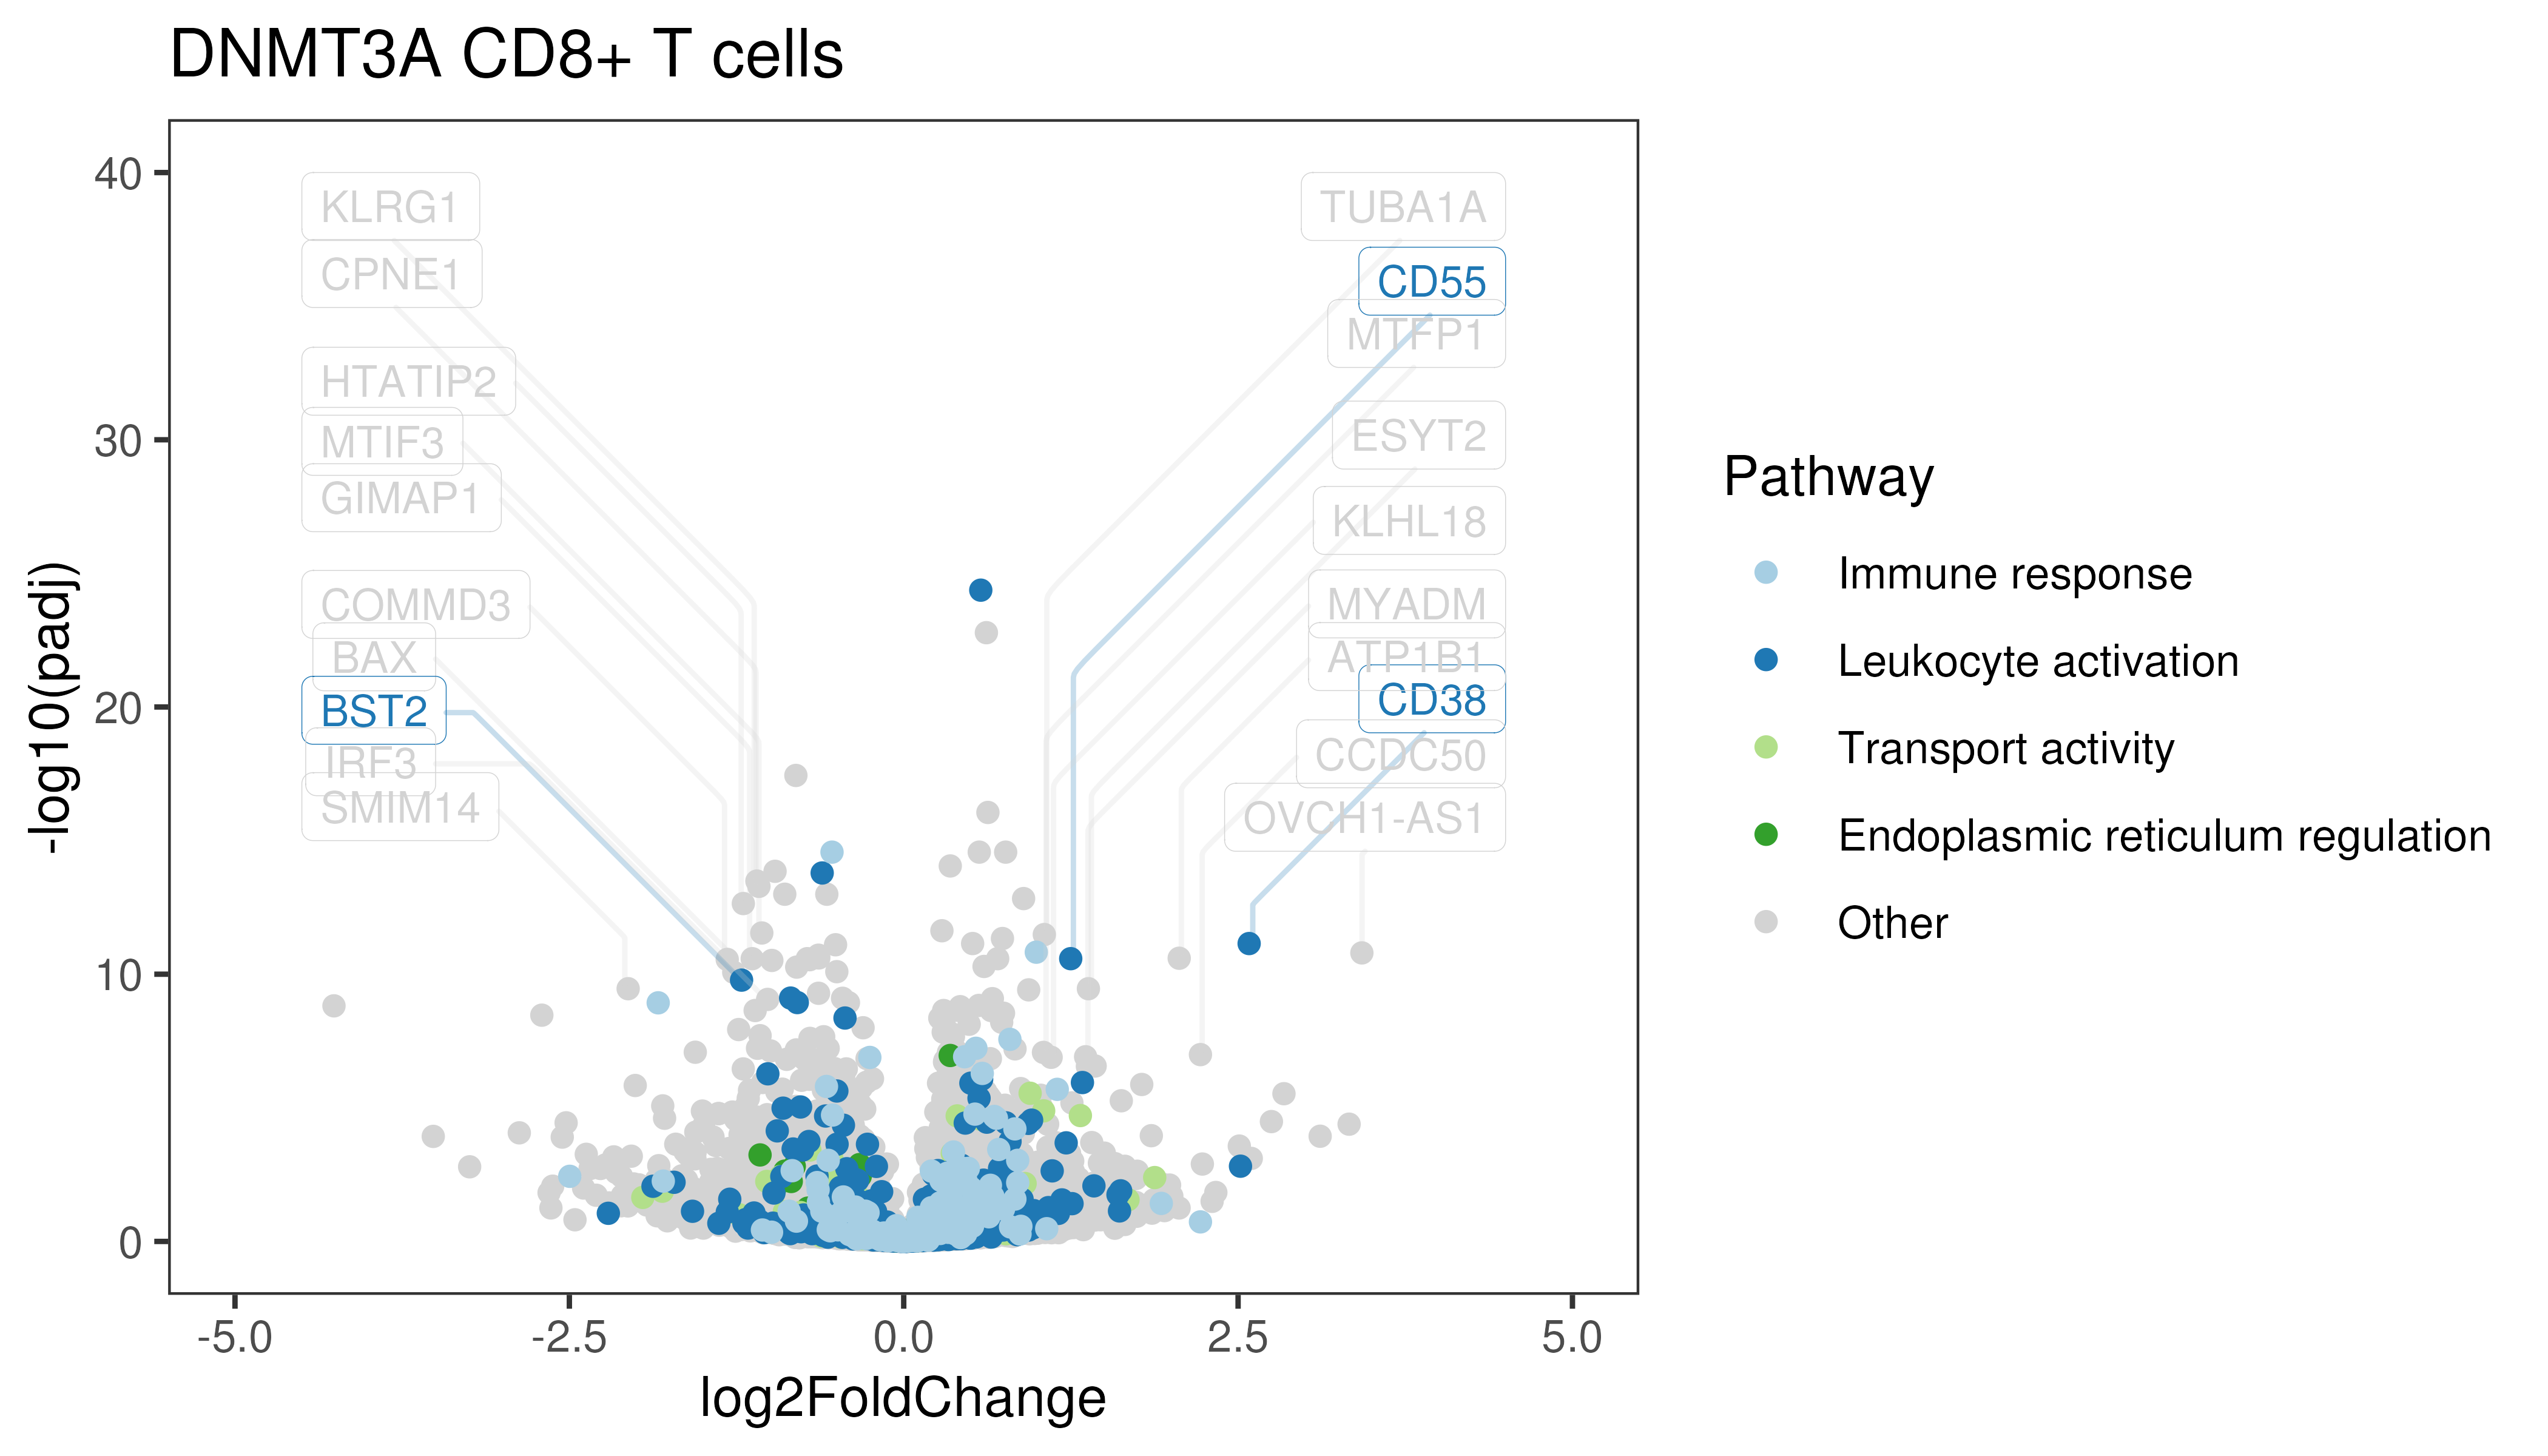 DNMT3A CD8+ T cells
-log10(padj)
40
30
20
10
0
KLRG1
CPNE1
HTATIP2
MTIF3
GIMAP1
COMMD3
BAX
BST2
IRF3
SMIM14
TUBA1A
CD55
MTFP1
ESYT2
KLHL18
MYADM
ATP1B1
CD38
CCDC50
OVCH1-AS1
-5.0
-2.5
0.0
2.5
5.0
log2FoldChange
Pathway
Immune response
Leukocyte activation
Transport activity
Endoplasmic reticulum regulation
Other